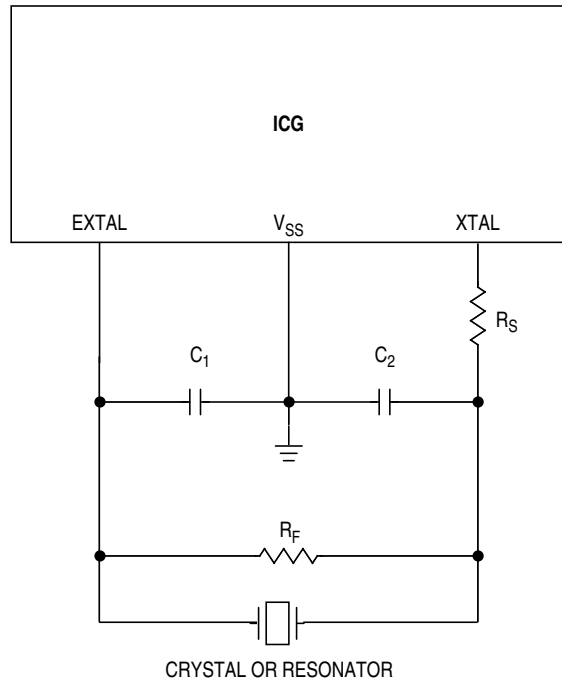 ICG
EXTAL
VSS
XTAL
RS
C1
C2
RF
CRYSTAL OR RESONATOR